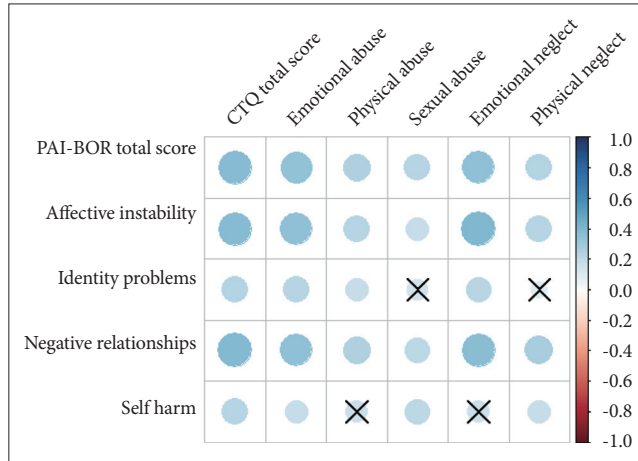 CTQ total score
Emotional abuse
Physical abuse
Sexual abuse
Emotional neglect
Physical neglect
PAI-BOR total score
Affective instability
Identity problems
Negative relationships
Self harm
1.0
0.8
0.6
0.4
0.2
0.0
-0.2
-0.4
-0.6
-0.8
-1.0